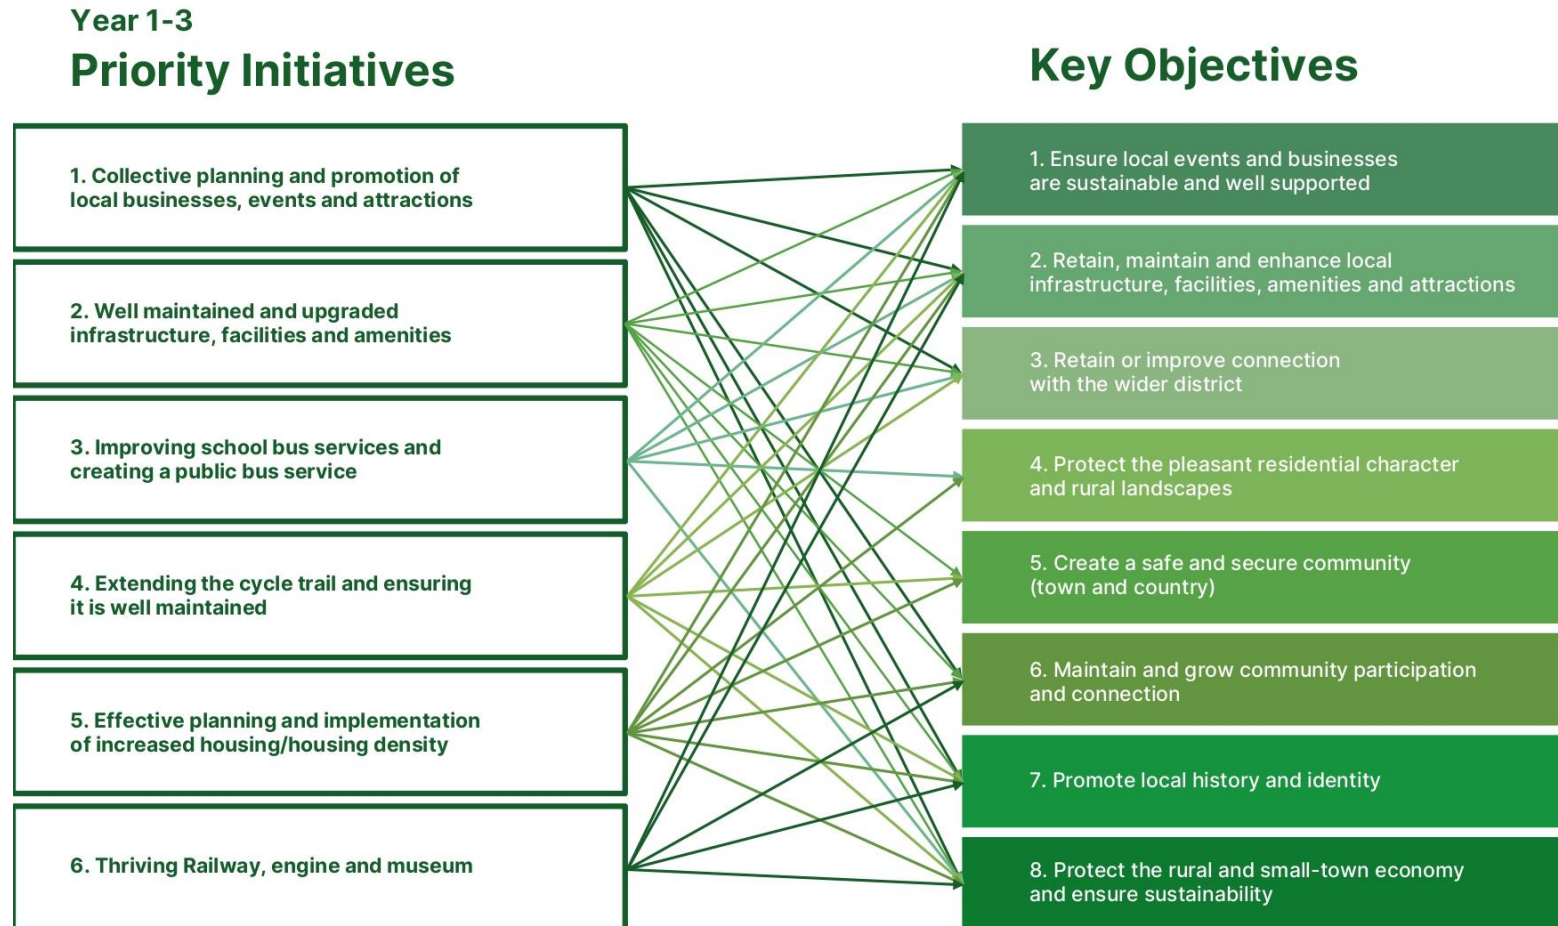 Year 1-3
Priority Initiatives
1. Collective planning and promotion of
local businesses, events and attractions
2. Well maintained and upgraded
infrastructure, facilities and amenities
3. Improving school bus services and
creating a public bus service
4. Extending the cycle trail and ensuring
it is well maintained
5. Effective planning and implementation
of increased housing/housing density
6. Thriving Railway, engine and museum
Key Objectives
1. Ensure local events and businesses
are sustainable and well supported
2. Retain, maintain and enhance local
infrastructure, facilities, amenities and attractions
3. Retain or improve connection
with the wider district
4. Protect the pleasant residential character
and rural landscapes
5. Create a safe and secure community
(town and country)
6. Maintain and grow community participation
and connection
7. Promote local history and identity
8. Protect the rural and small-town economy
and ensure sustainability